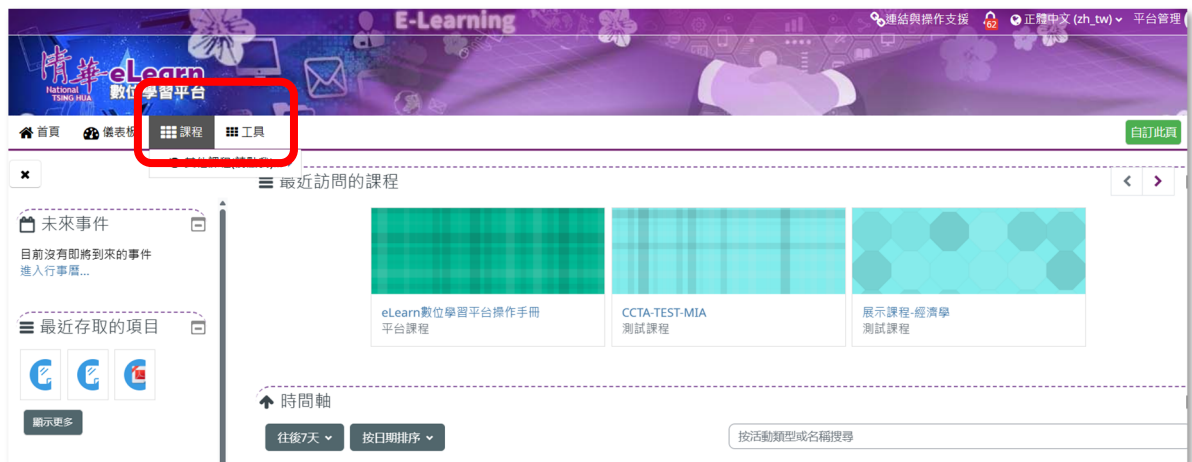 E-Learning
連結與操作支援 62 正體中文 (zh_tw) 平台管理
清華 eLearn
National TSING HUA 數位學習平台
首頁 儀表板 課程 工具 自訂此頁
最近訪問的課程
未來事件
目前沒有即將到來的事件
進入行事曆...
eLearn數位學習平台操作手冊 CCTA-TEST-MIA 展示課程-經濟學
平台課程 測試課程 測試課程
最近存取的項目
顯示更多
時間軸
往後7天 按日期排序 按活動類型或名稱搜尋